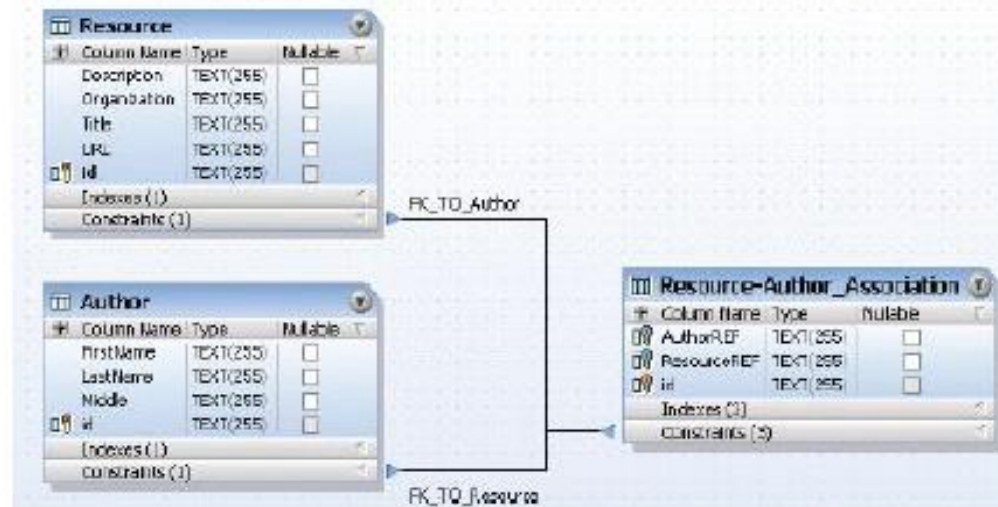 Resource
Column Name Type Nullable
Description TEXT(255)
Organization TEXT(255)
Title TEXT(255)
URL TEXT(255)
id TEXT(255)
Indexes (1)
Constraints (1)
FK_TO_Author
Author
Column Name Type Nullable
FirstName TEXT(255)
LastName TEXT(255)
Middle TEXT(255)
id TEXT(255)
Indexes (1)
Constraints (1)
FK_TO_Resource
Resource-Author_Association
Column Name Type Nullable
AuthorREF TEXT(255)
ResourceREF TEXT(255)
id TEXT(255)
Indexes (3)
Constraints (3)